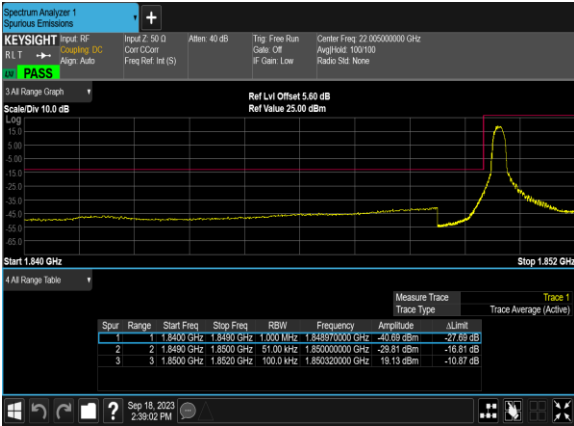 Spectrum Analyzer 1
Spurious Emissions
+
KEYSIGHT Input: RF Input Z: 50 Ω Atten: 40 dB Trig: Free Run Center Freq: 22.005000000 GHz
RLT Coupling: DC Corr CCorr Gate: Off Avg|Hold: 100/100
Align: Auto Freq Ref: Int (S) IF Gain: Low Radio Std: None
PASS
3 All Range Graph
Ref Lvl Offset 5.60 dB
Scale/Div 10.0 dB Ref Value 25.00 dBm
Log
15.0
5.00
-5.00
-15.0
-25.0
-35.0
-45.0
-55.0
-65.0
Start 1.840 GHz Stop 1.852 GHz
4 All Range Table
Measure Trace Trace 1
Trace Type Trace Average (Active)
Spur Range Start Freq Stop Freq RBW Frequency Amplitude ΔLimit
1 1 1.8400 GHz 1.8490 GHz 1.000 MHz 1.848970000 GHz -40.69 dBm -27.69 dB
2 2 1.8490 GHz 1.8500 GHz 51.00 kHz 1.850000000 GHz -29.81 dBm -16.81 dB
3 3 1.8500 GHz 1.8520 GHz 100.0 kHz 1.850320000 GHz 19.13 dBm -10.87 dB
? Sep 18, 2023
2:39:02 PM